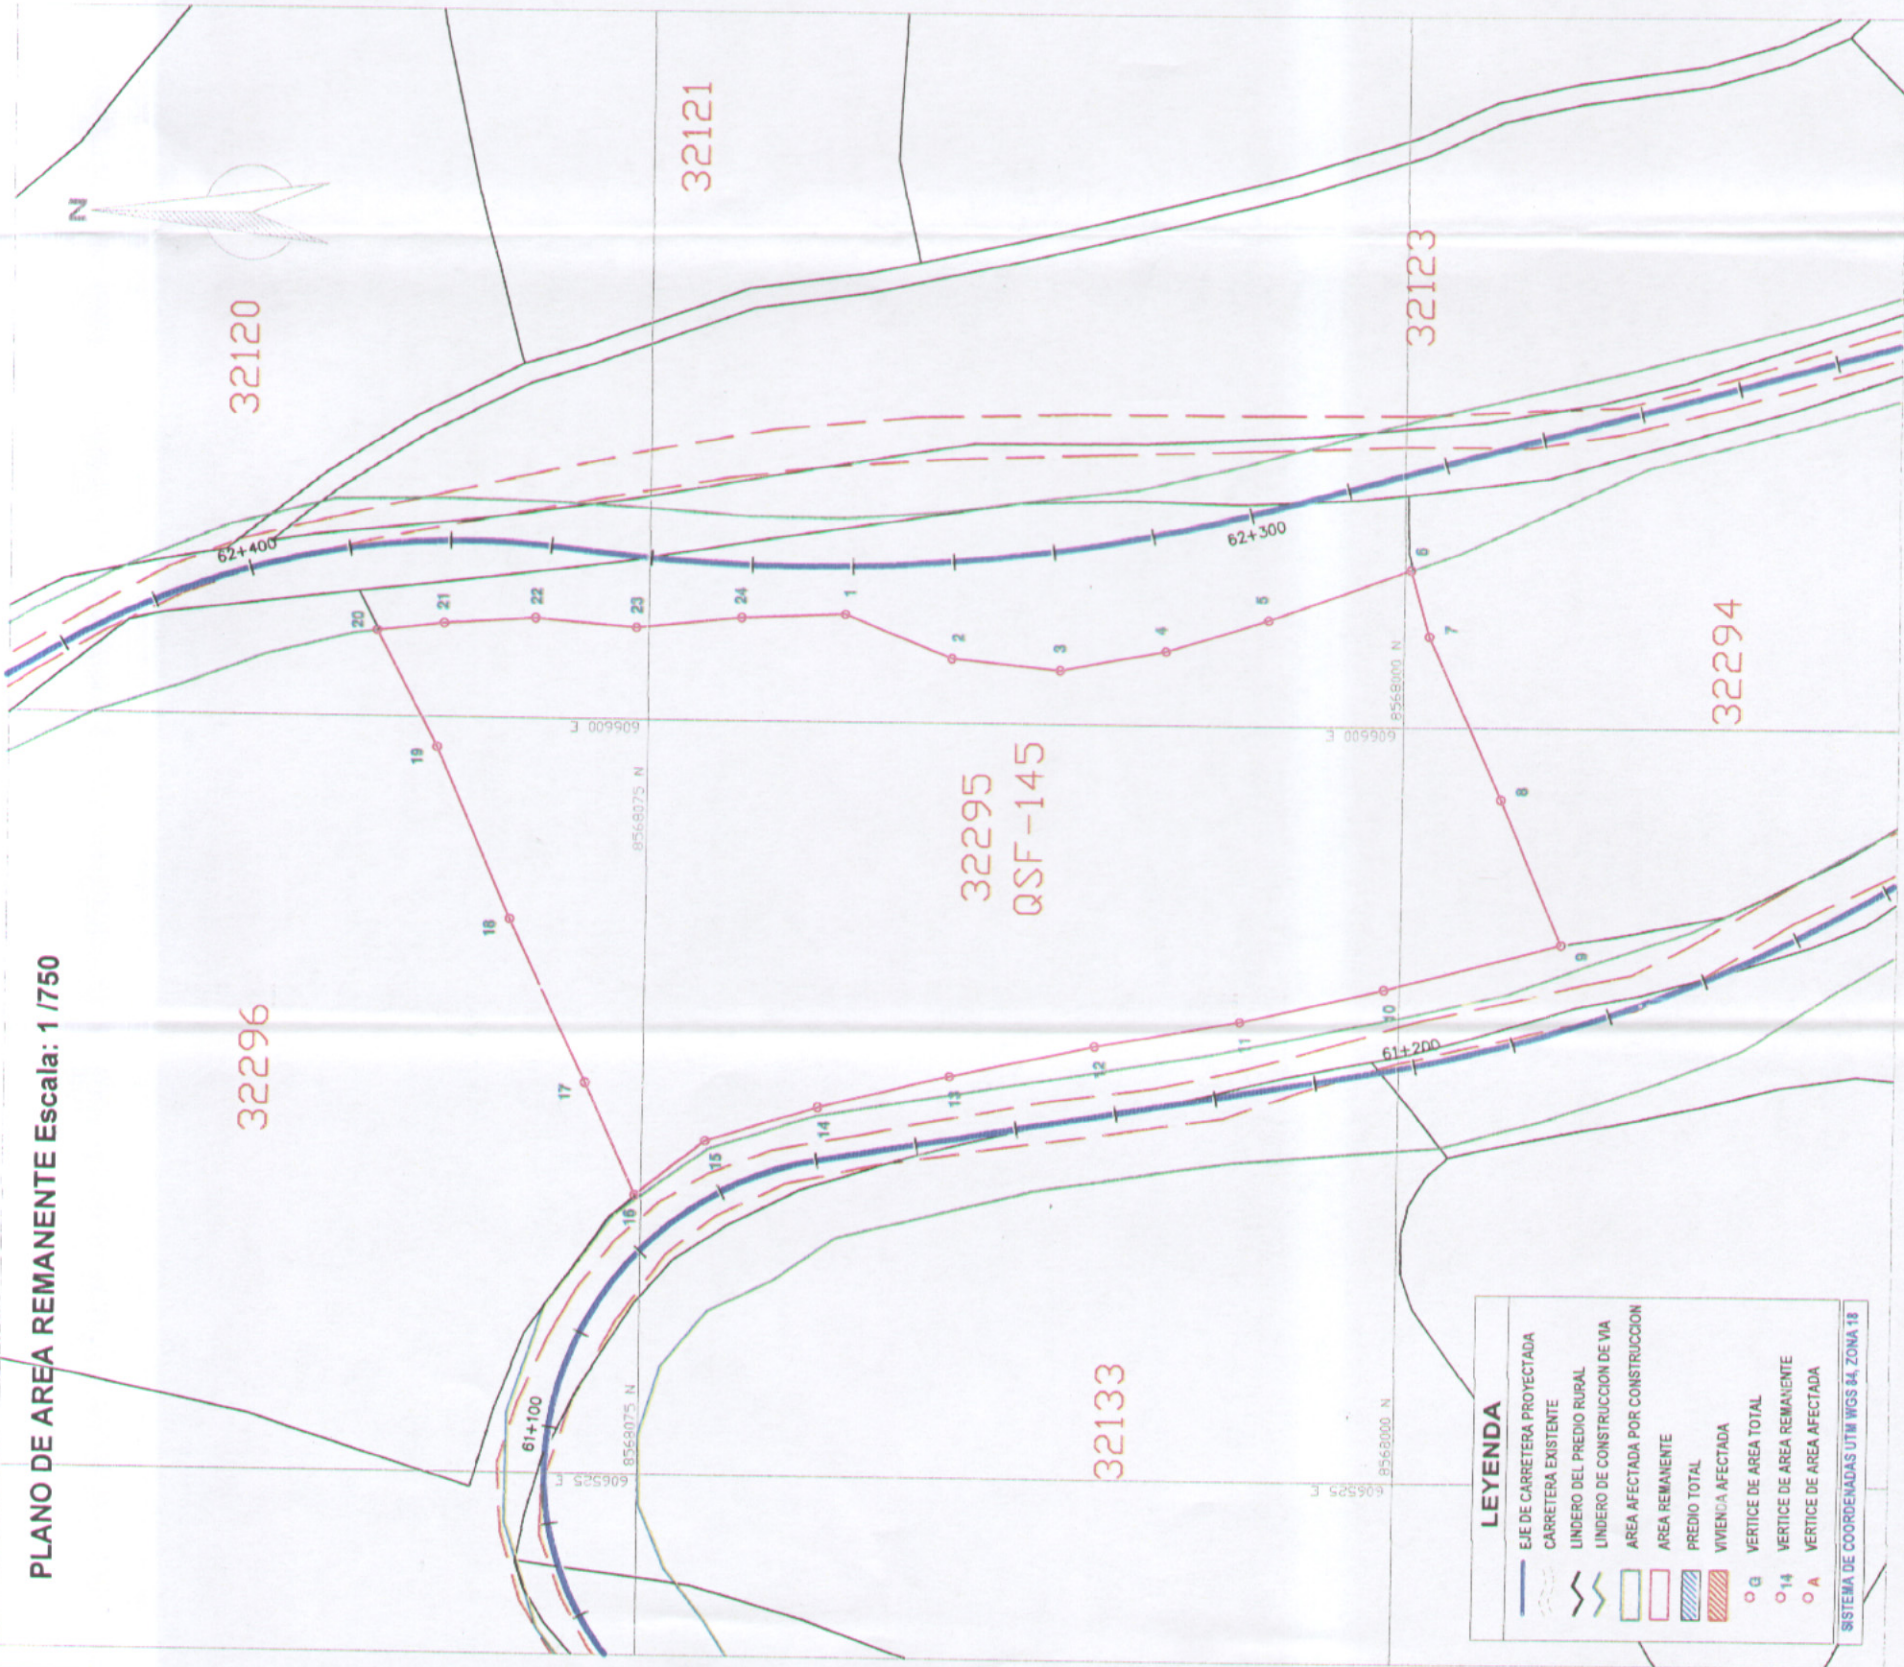 PLANO DE AREA REMANENTE Escala: 1 /750
N
32120
32121
32123
32296
32295
QSF-145
32294
32133
62+400
62+300
61+100
61+200
20
21
22
23
24
1
2
3
4
5
6
7
8
9
10
11
12
13
14
15
16
17
18
19
606600 E
8568075 N
606600 E
8568000 N
606525 E
8568075 N
606525 E
8568000 N
LEYENDA
EJE DE CARRETERA PROYECTADA
CARRETERA EXISTENTE
LINDERO DEL PREDIO RURAL
LINDERO DE CONSTRUCCION DE VIA
AREA AFECTADA POR CONSTRUCCION
AREA REMANENTE
PREDIO TOTAL
VIVIENDA AFECTADA
G VERTICE DE AREA TOTAL
14 VERTICE DE AREA REMANENTE
A VERTICE DE AREA AFECTADA
SISTEMA DE COORDENADAS UTM WGS 84, ZONA 18